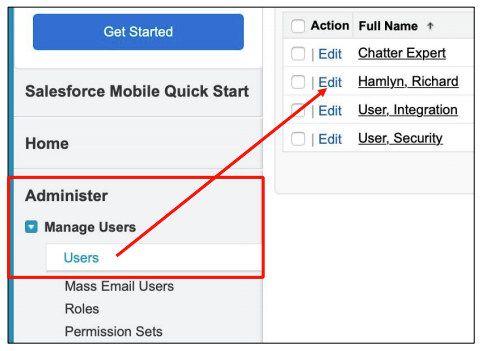 Get Started
Salesforce Mobile Quick Start
Home
Administer
Manage Users
Users
Mass Email Users
Roles
Permission Sets
Action Full Name ↑
| Edit Chatter Expert
| Edit Hamlyn, Richard
| Edit User, Integration
| Edit User, Security